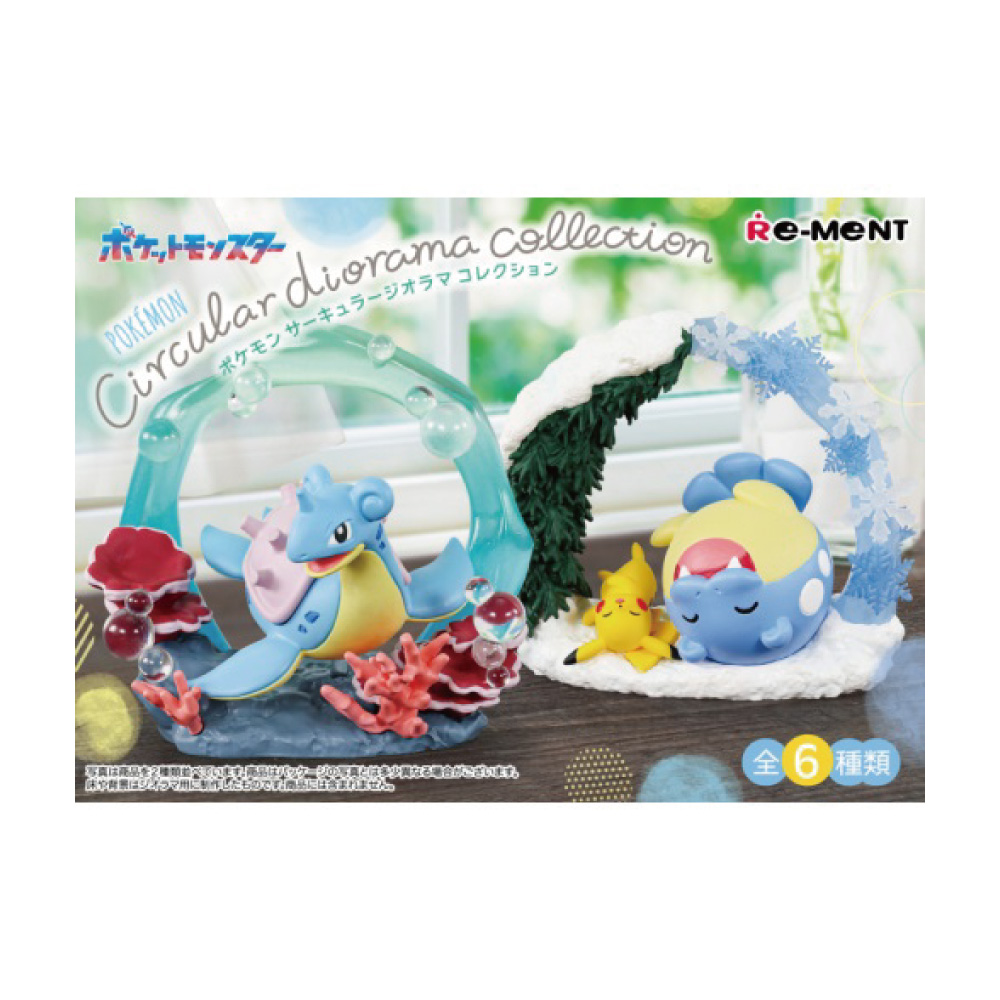 ポケットモンスター
Re-MeNT
POKÉMON
Circular diorama collection
ポケモン サーキュラージオラマ コレクション
全6種類
写真は商品を2種類並べています。商品はパッケージの写真とは多少異なる場合がございます。
床や背景はジオラマ用に制作したものです。商品には含まれません。